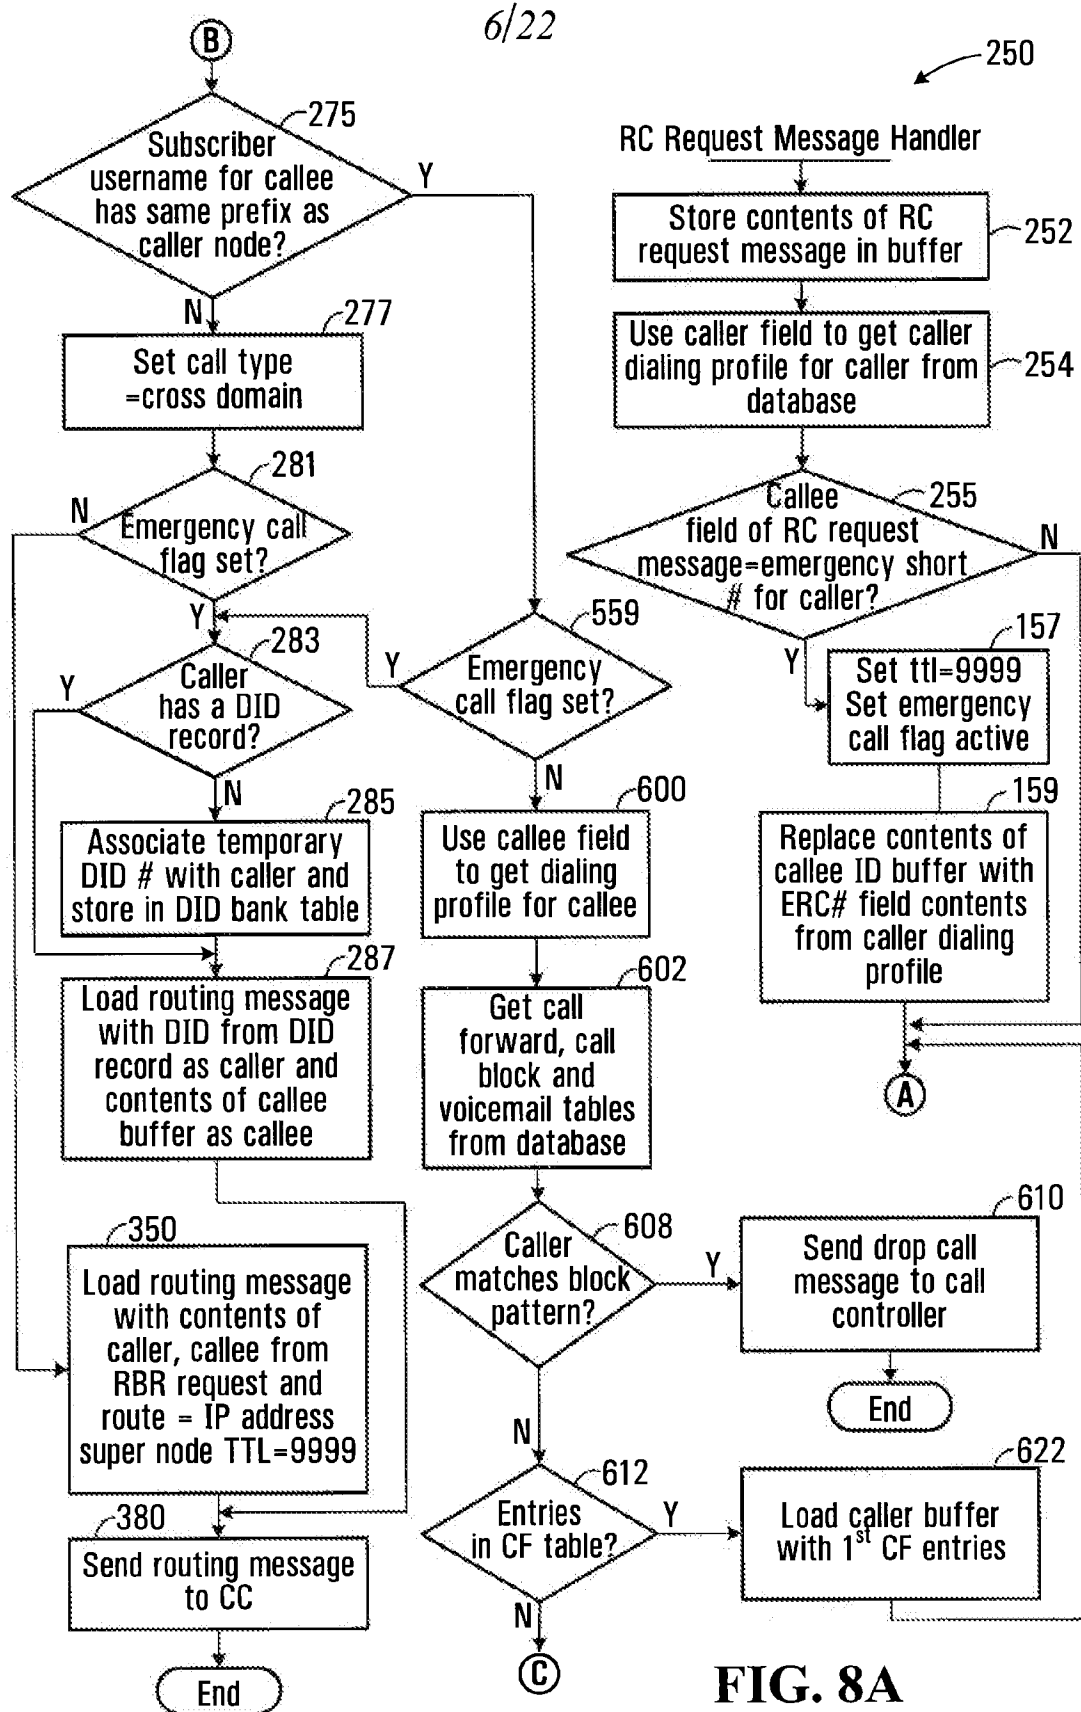 6/22
B
275
Subscriber
username for callee
has same prefix as
caller node?
Y
N
277
Set call type
=cross domain
281
N
Emergency call
flag set?
Y
283
Y
Caller
has a DID
record?
N
285
Associate temporary
DID # with caller and
store in DID bank table
287
Load routing message
with DID from DID
record as caller and
contents of callee
buffer as callee
350
Load routing message
with contents of
caller, callee from
RBR request and
route = IP address
super node TTL=9999
380
Send routing message
to CC
End
559
Y
Emergency
call flag set?
N
600
Use callee field
to get dialing
profile for callee
602
Get call
forward, call
block and
voicemail tables
from database
608
Caller
matches block
pattern?
Y
N
610
Send drop call
message to call
controller
End
612
Entries
in CF table?
Y
N
C
622
Load caller buffer
with 1st CF entries
250
RC Request Message Handler
Store contents of RC
request message in buffer
252
Use caller field to get caller
dialing profile for caller from
database
254
255
Callee
field of RC request
message=emergency short
# for caller?
N
Y
157
Set ttl=9999
Set emergency
call flag active
159
Replace contents of
callee ID buffer with
ERC# field contents
from caller dialing
profile
A
FIG. 8A